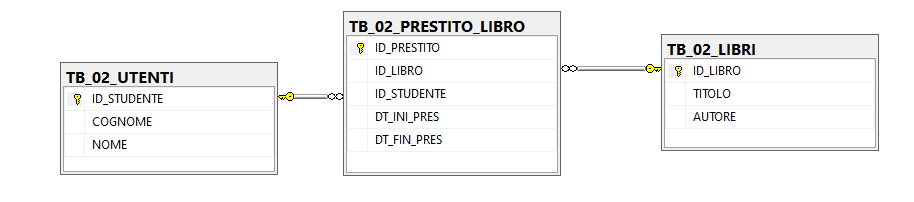 TB_02_UTENTI
ID_STUDENTE
COGNOME
NOME
TB_02_PRESTITO_LIBRO
ID_PRESTITO
ID_LIBRO
ID_STUDENTE
DT_INI_PRES
DT_FIN_PRES
TB_02_LIBRI
ID_LIBRO
TITOLO
AUTORE